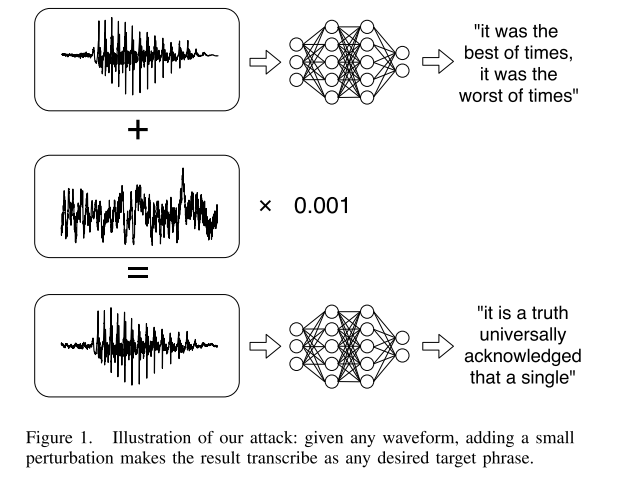 "it was the
best of times,
it was the
worst of times"
+
× 0.001
=
"it is a truth
universally
acknowledged
that a single"
Figure 1. Illustration of our attack: given any waveform, adding a small
perturbation makes the result transcribe as any desired target phrase.